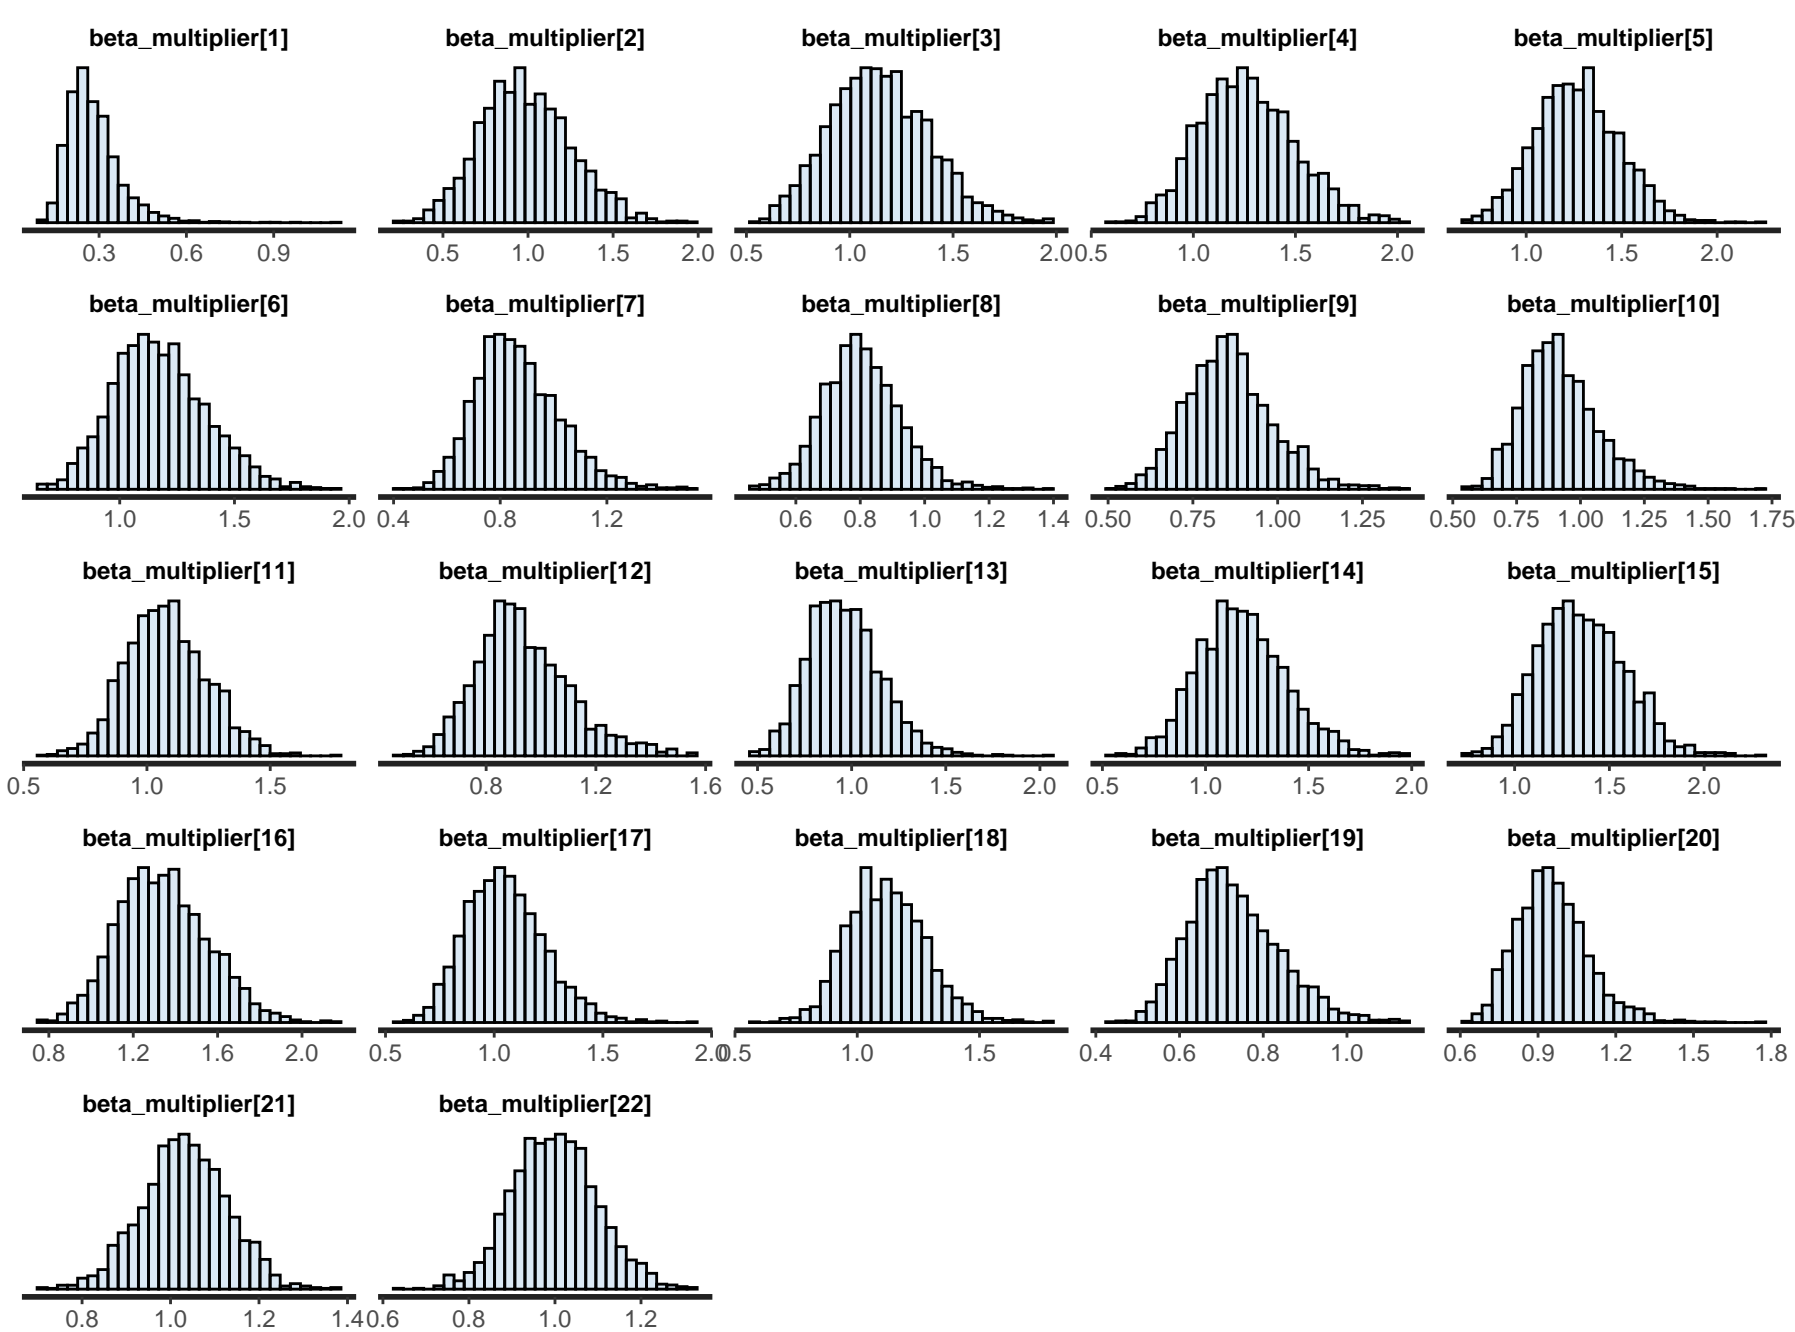 beta_multiplier[1] beta_multiplier[2] beta_multiplier[3] beta_multiplier[4] beta_multiplier[5]
0.3 0.6 0.9 0.5 1.0 1.5 2.0 0.5 1.0 1.5 2.0 0.5 1.0 1.5 2.0 1.0 1.5 2.0
beta_multiplier[6] beta_multiplier[7] beta_multiplier[8] beta_multiplier[9] beta_multiplier[10]
1.0 1.5 2.0 0.4 0.8 1.2 0.6 0.8 1.0 1.2 1.4 0.50 0.75 1.00 1.25 0.50 0.75 1.00 1.25 1.50 1.75
beta_multiplier[11] beta_multiplier[12] beta_multiplier[13] beta_multiplier[14] beta_multiplier[15]
0.5 1.0 1.5 0.8 1.2 1.6 0.5 1.0 1.5 2.0 0.5 1.0 1.5 2.0 1.0 1.5 2.0
beta_multiplier[16] beta_multiplier[17] beta_multiplier[18] beta_multiplier[19] beta_multiplier[20]
0.8 1.2 1.6 2.0 0.5 1.0 1.5 2.0 0.5 1.0 1.5 0.4 0.6 0.8 1.0 0.6 0.9 1.2 1.5 1.8
beta_multiplier[21] beta_multiplier[22]
0.8 1.0 1.2 1.4 0.6 0.8 1.0 1.2